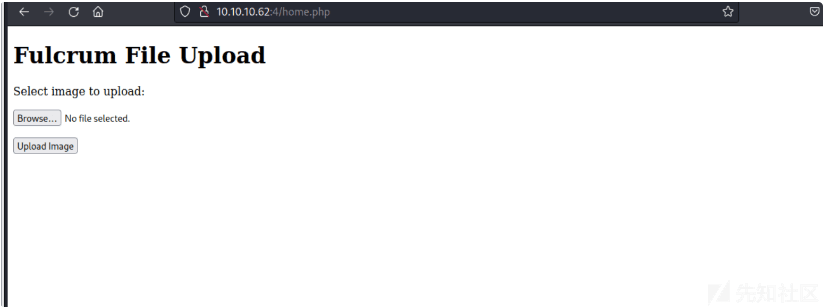 10.10.10.62:4/home.php
Fulcrum File Upload
Select image to upload:
Browse... No file selected.
Upload Image
先知社区